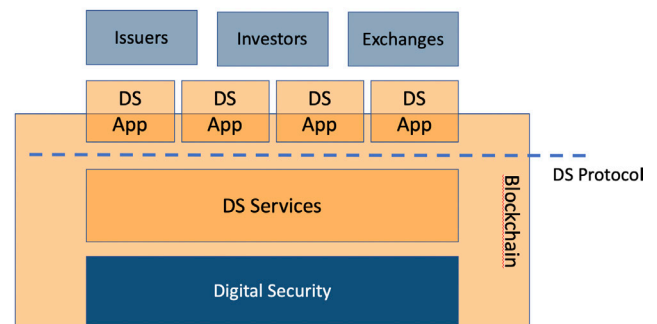 Issuers
Investors
Exchanges
DS
App
DS
App
DS
App
DS
App
DS Protocol
DS Services
Blockchain
Digital Security